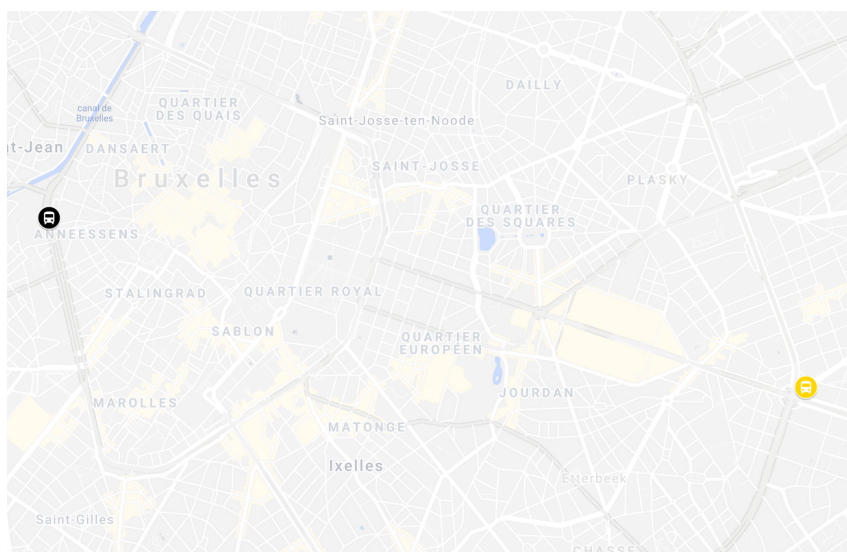 DAILLY
QUARTIER
DES QUAIS
canal de
Bruxelles
Saint-Josse-ten-Noode
nt-Jean
DANSAERT
SAINT-JOSSE
Bruxelles
PLASKY
QUARTIER
DES SQUARES
ANNEESSENS
STALINGRAD
QUARTIER ROYAL
SABLON
QUARTIER
EUROPÉEN
JOURDAN
MAROLLES
MATONGE
Ixelles
Etterbeek
Saint-Gilles
CHASSE